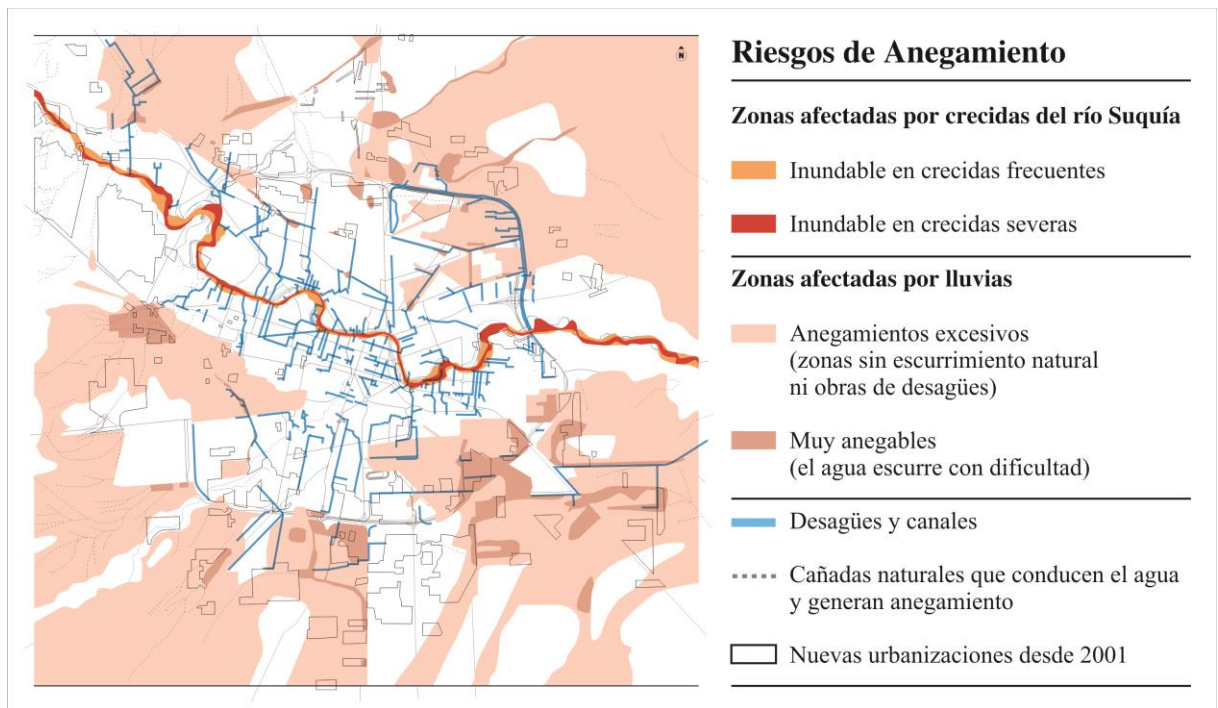 N
Riesgos de Anegamiento
Zonas afectadas por crecidas del río Suquía
Inundable en crecidas frecuentes
Inundable en crecidas severas
Zonas afectadas por lluvias
Anegamientos excesivos
(zonas sin escurrimiento natural
ni obras de desagües)
Muy anegables
(el agua escurre con dificultad)
Desagües y canales
Cañadas naturales que conducen el agua
y generan anegamiento
Nuevas urbanizaciones desde 2001